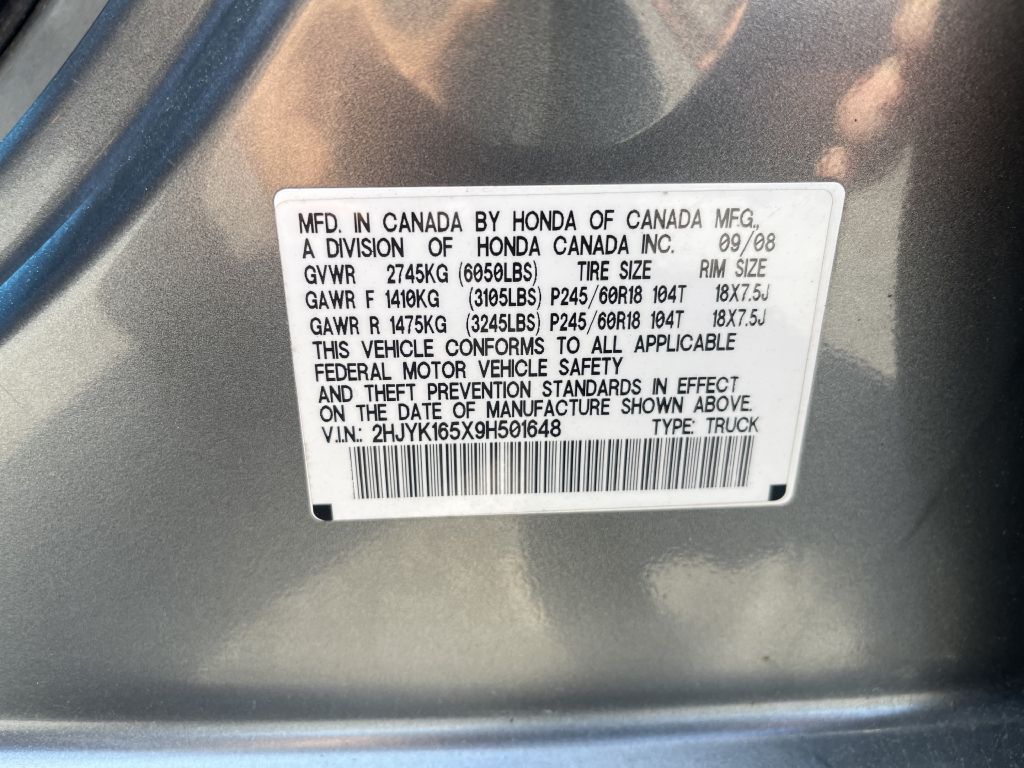 MFD. IN CANADA BY HONDA OF CANADA MFG.,
A DIVISION OF HONDA CANADA INC. 09/08
GVWR 2745KG (6050LBS) TIRE SIZE RIM SIZE
GAWR F 1410KG (3105LBS) P245/60R18 104T 18X7.5J
GAWR R 1475KG (3245LBS) P245/60R18 104T 18X7.5J
THIS VEHICLE CONFORMS TO ALL APPLICABLE
FEDERAL MOTOR VEHICLE SAFETY
AND THEFT PREVENTION STANDARDS IN EFFECT
ON THE DATE OF MANUFACTURE SHOWN ABOVE.
V.I.N.: 2HJYK165X9H501648 TYPE: TRUCK